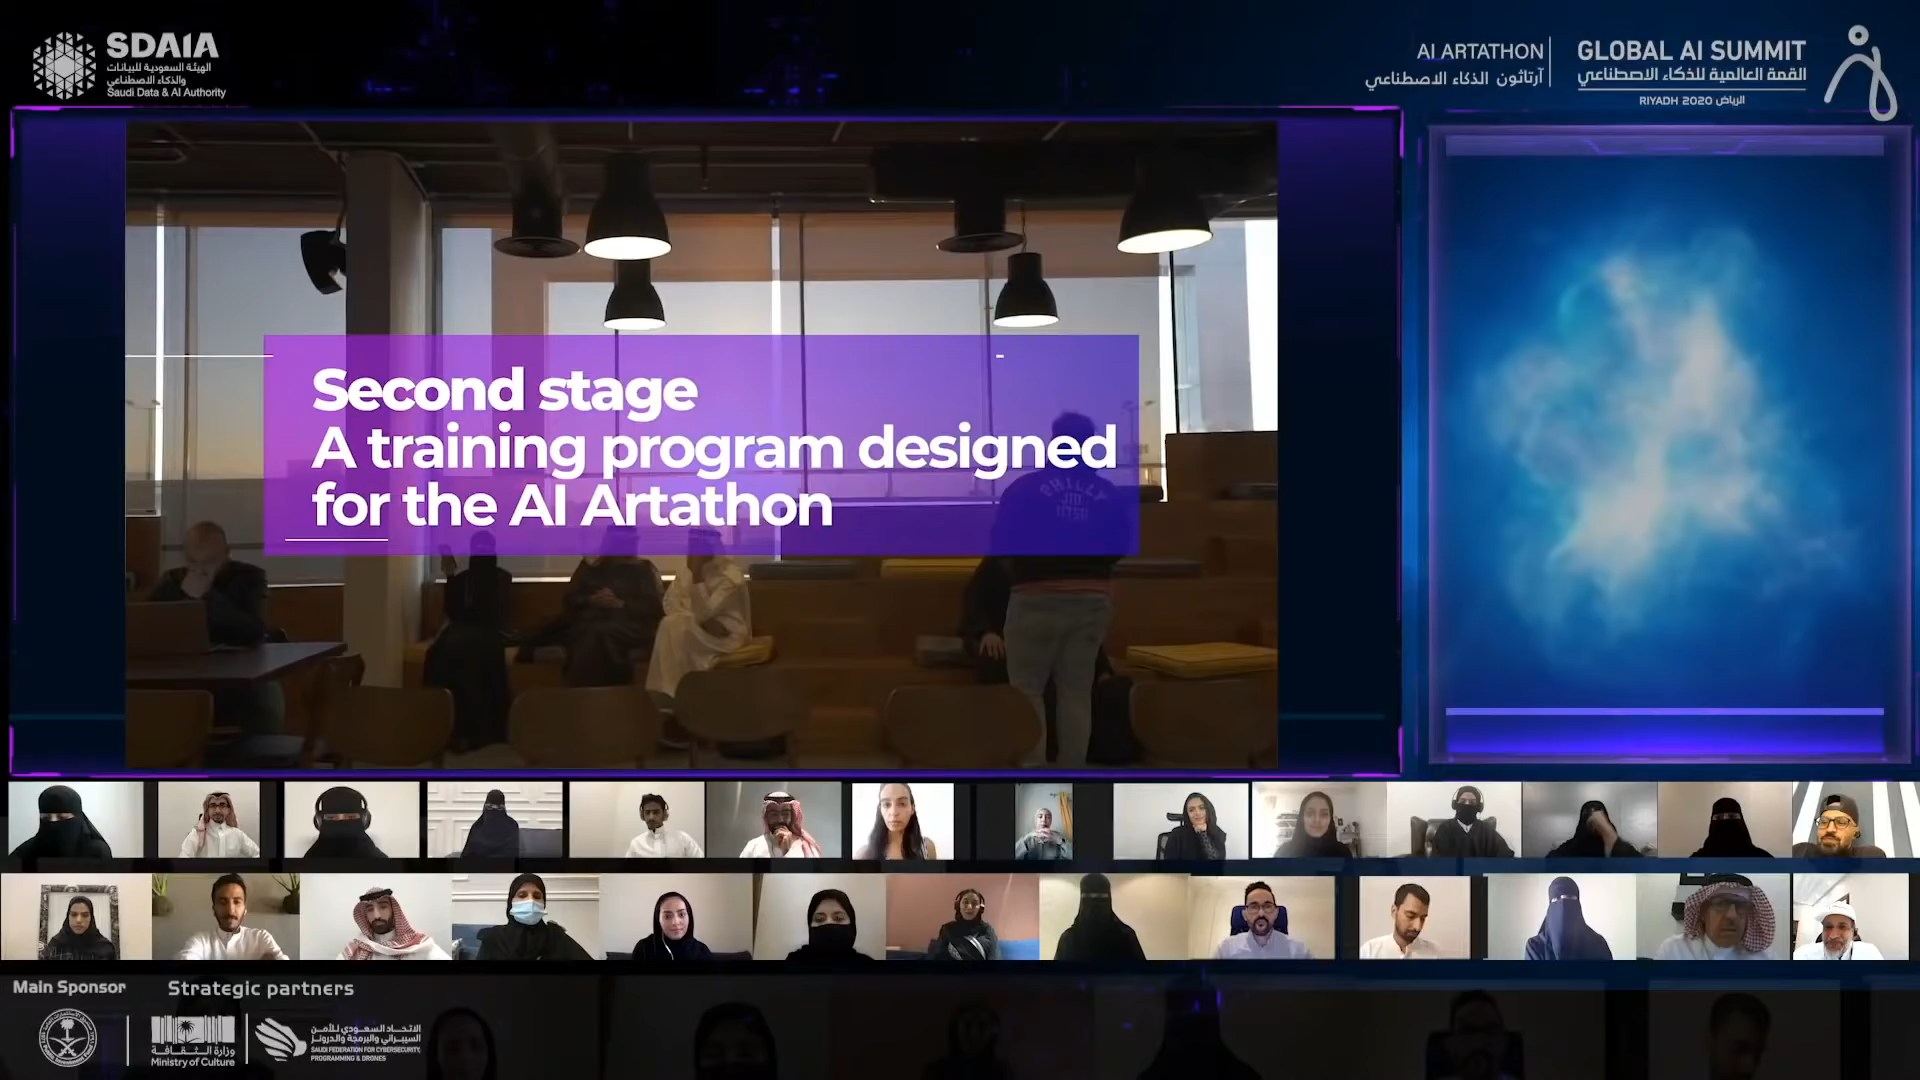 SDAIA
الهيئة السعودية للبيانات
والذكاء الاصطناعي
Saudi Data & AI Authority
AI ARTATHON
آرتاثون الذكاء الاصطناعي
GLOBAL AI SUMMIT
القمة العالمية للذكاء الاصطناعي
RIYADH 2020 الرياض
Second stage
A training program designed
for the AI Artathon
PHILLY
Main Sponsor
Strategic partners
وزارة الثقافة
Ministry of Culture
الاتحاد السعودي للأمن
السيبراني والبرمجة والدرونز
SAUDI FEDERATION FOR CYBERSECURITY,
PROGRAMMING & DRONES